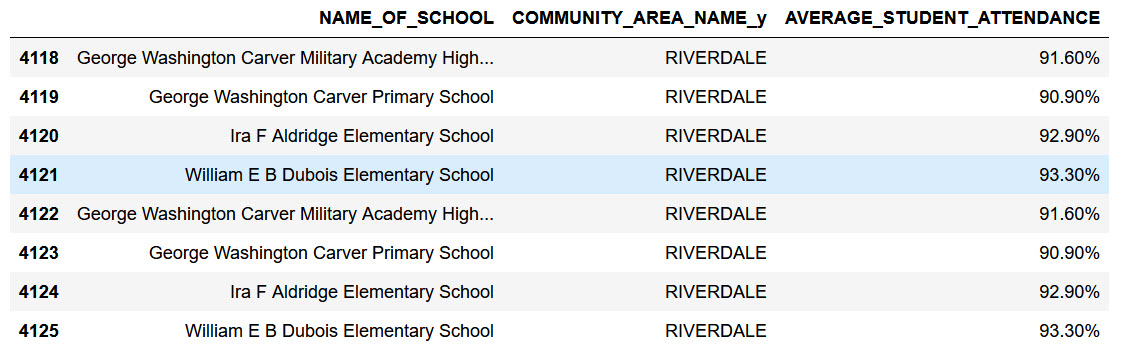 NAME_OF_SCHOOL COMMUNITY_AREA_NAME_y AVERAGE_STUDENT_ATTENDANCE
4118 George Washington Carver Military Academy High... RIVERDALE 91.60%
4119 George Washington Carver Primary School RIVERDALE 90.90%
4120 Ira F Aldridge Elementary School RIVERDALE 92.90%
4121 William E B Dubois Elementary School RIVERDALE 93.30%
4122 George Washington Carver Military Academy High... RIVERDALE 91.60%
4123 George Washington Carver Primary School RIVERDALE 90.90%
4124 Ira F Aldridge Elementary School RIVERDALE 92.90%
4125 William E B Dubois Elementary School RIVERDALE 93.30%